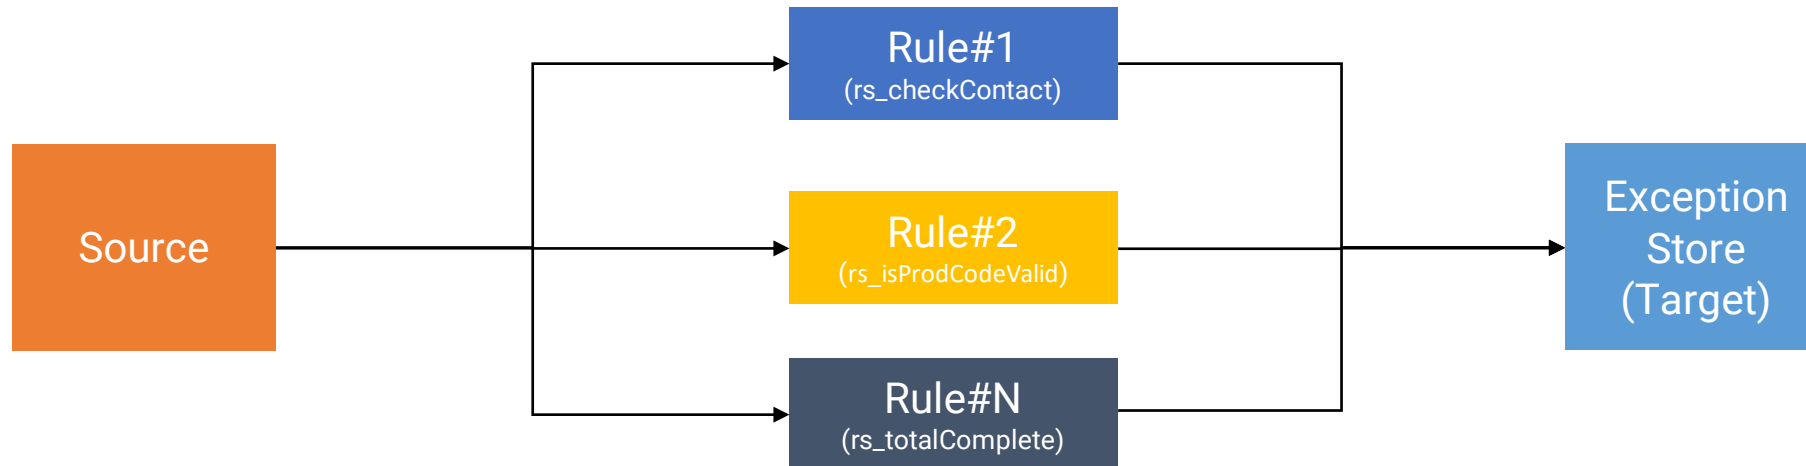 Source
Rule#1
(rs_checkContact)
Rule#2
(rs_isProdCodeValid)
Rule#N
(rs_totalComplete)
Exception
Store
(Target)